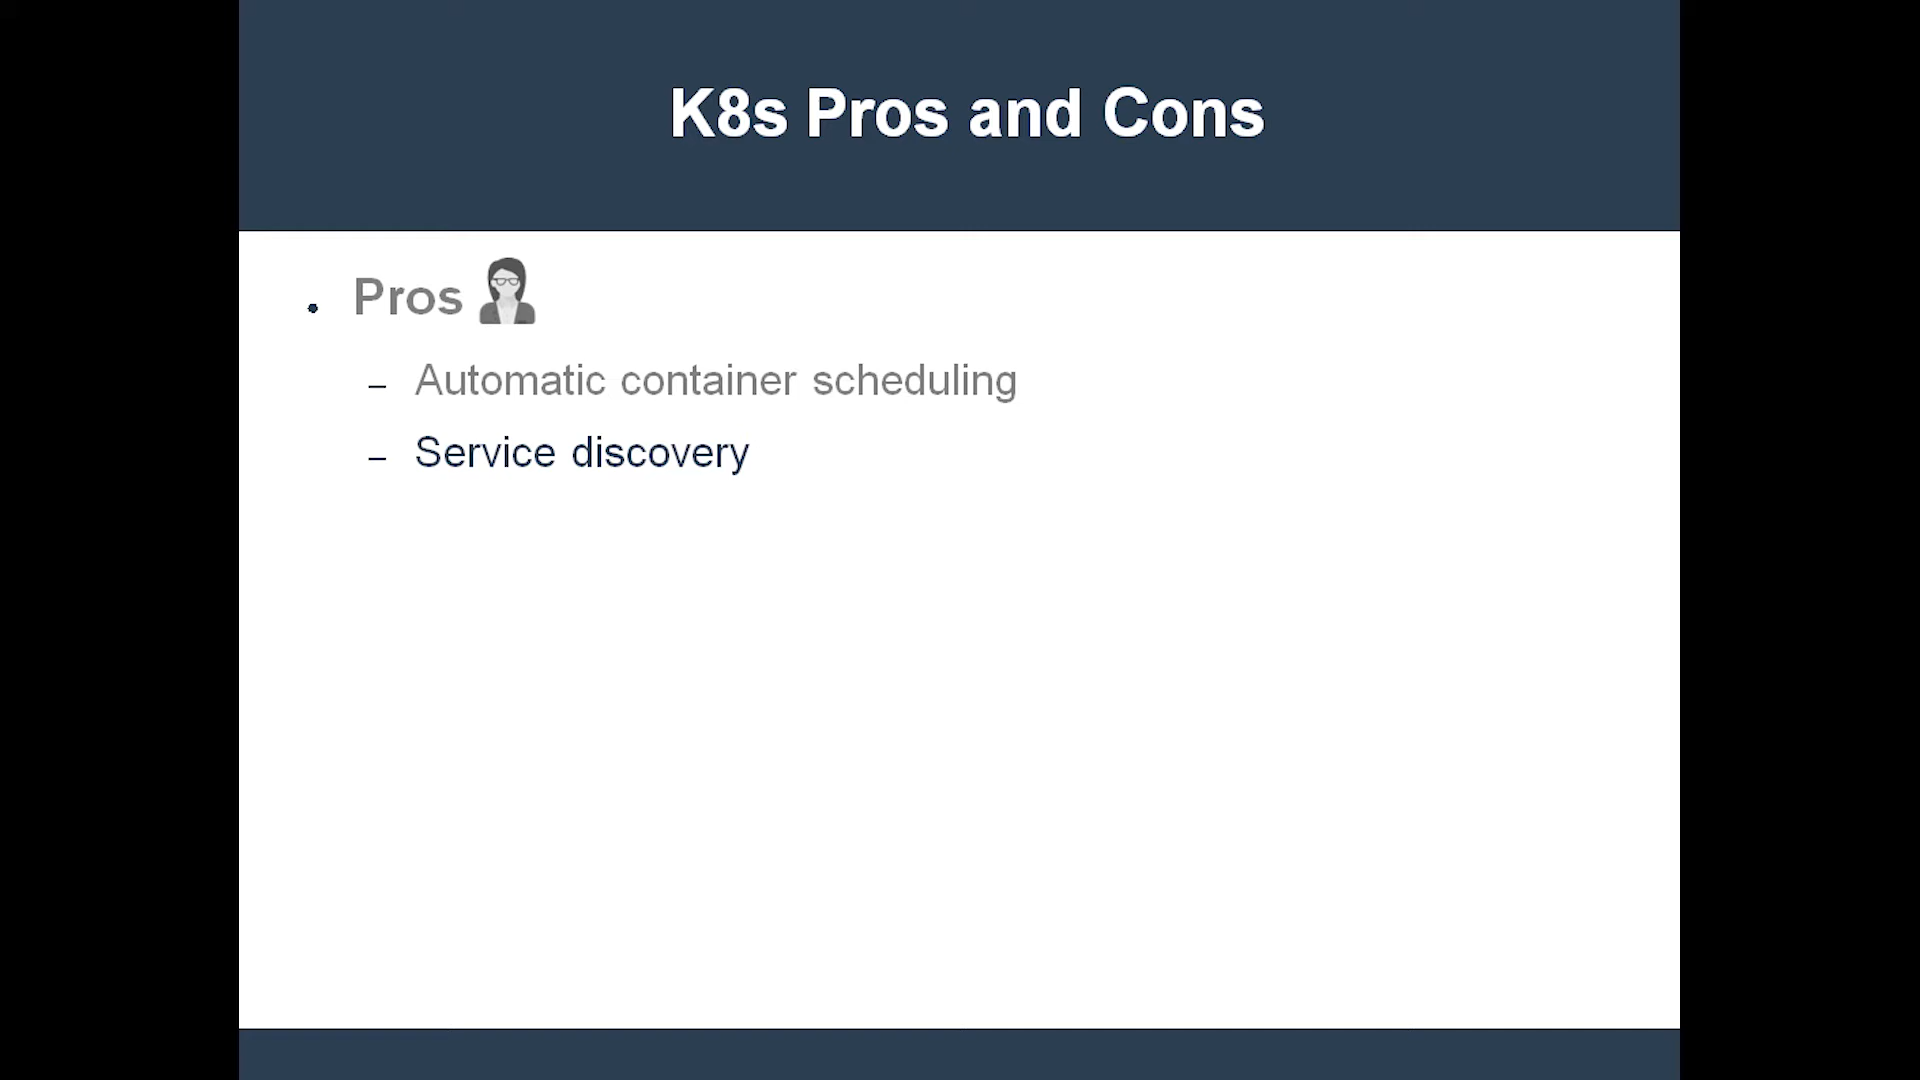 K8s Pros and Cons
• Pros
– Automatic container scheduling
– Service discovery